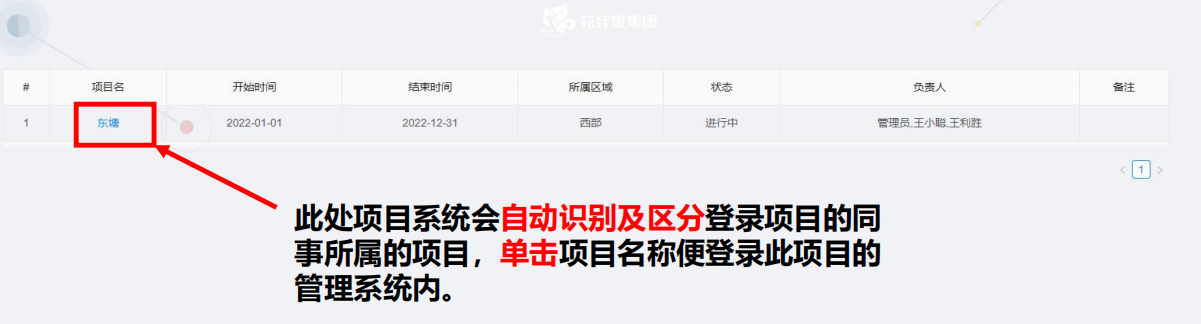 花伴里集团
# 项目名 开始时间 结束时间 所属区域 状态 负责人 备注
1 东塘 2022-01-01 2022-12-31 西部 进行中 管理员,王小聪,王利胜
< 1 >
此处项目系统会自动识别及区分登录项目的同
事所属的项目，单击项目名称便登录此项目的
管理系统内。